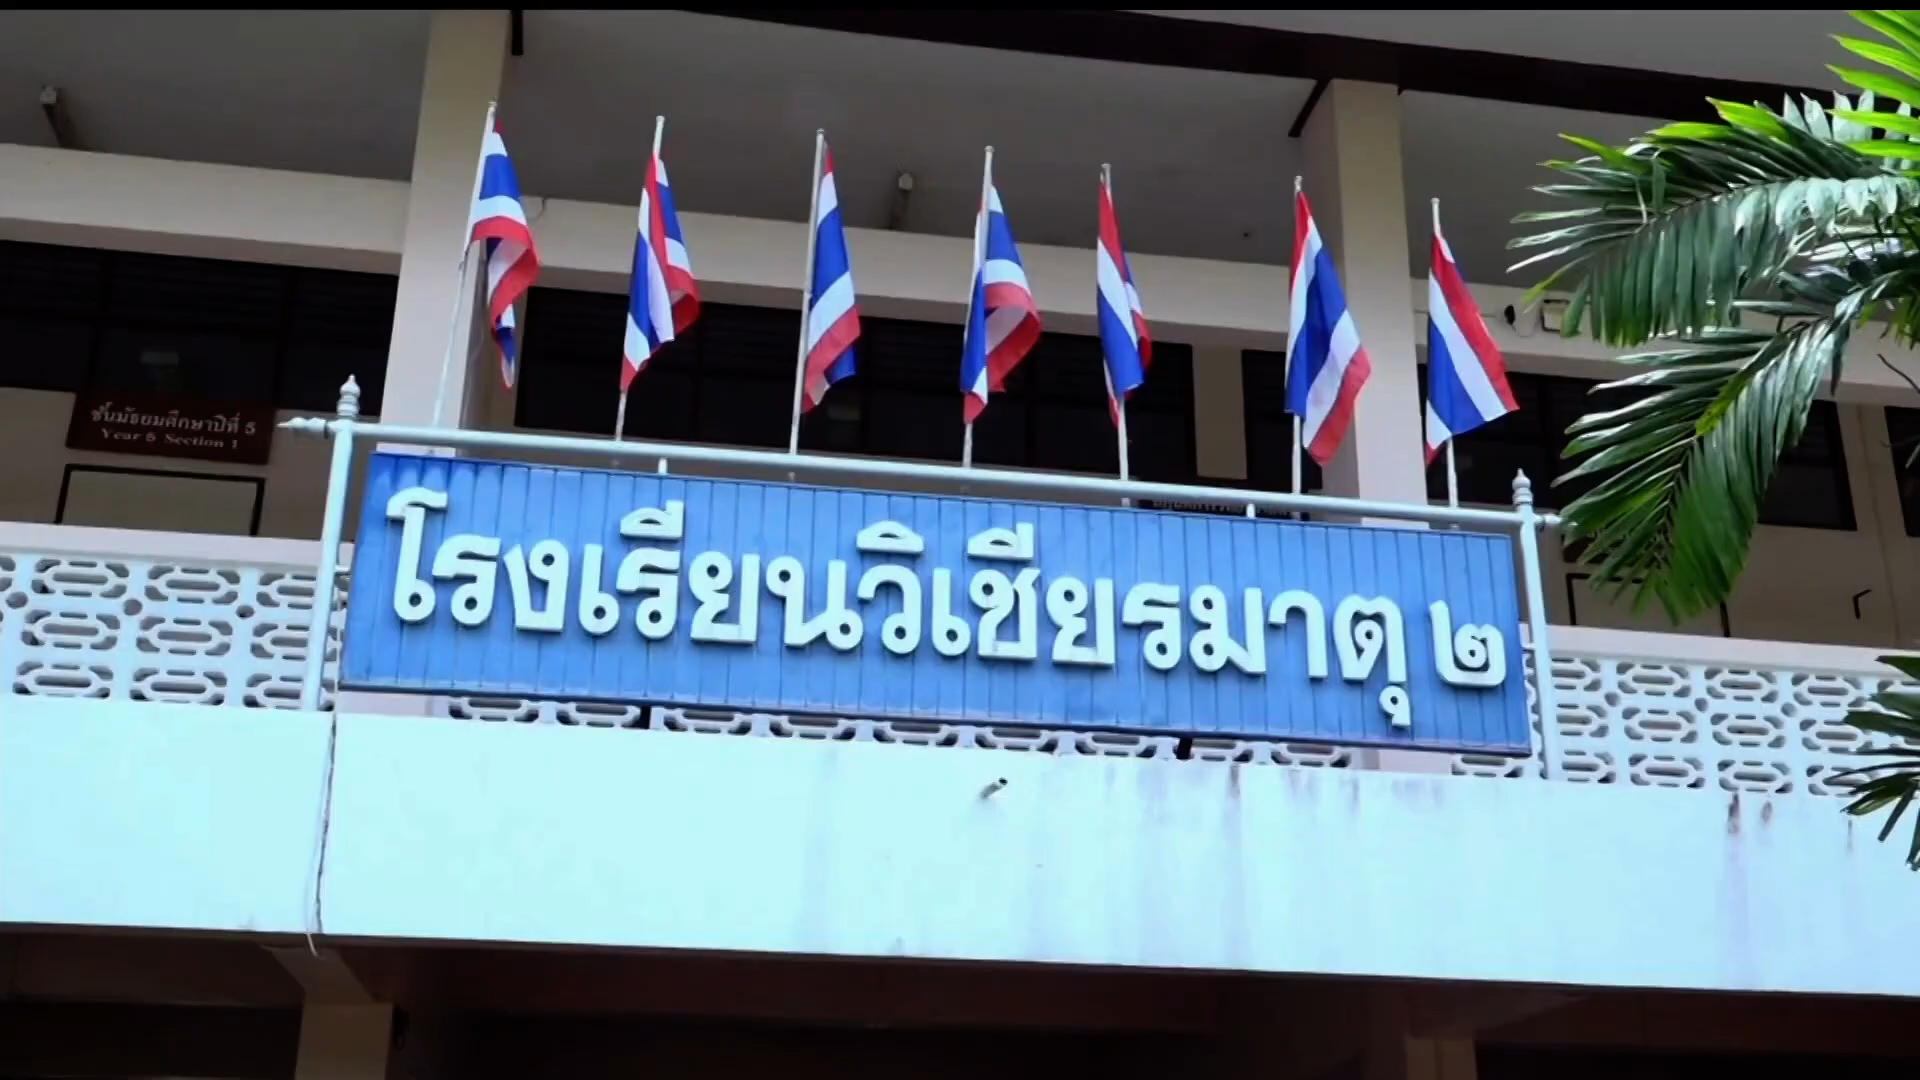 ชั้นมัธยมศึกษาปีที่ 5
Year 5 Section 1
โรงเรียนวิเชียรมาตุ ๒